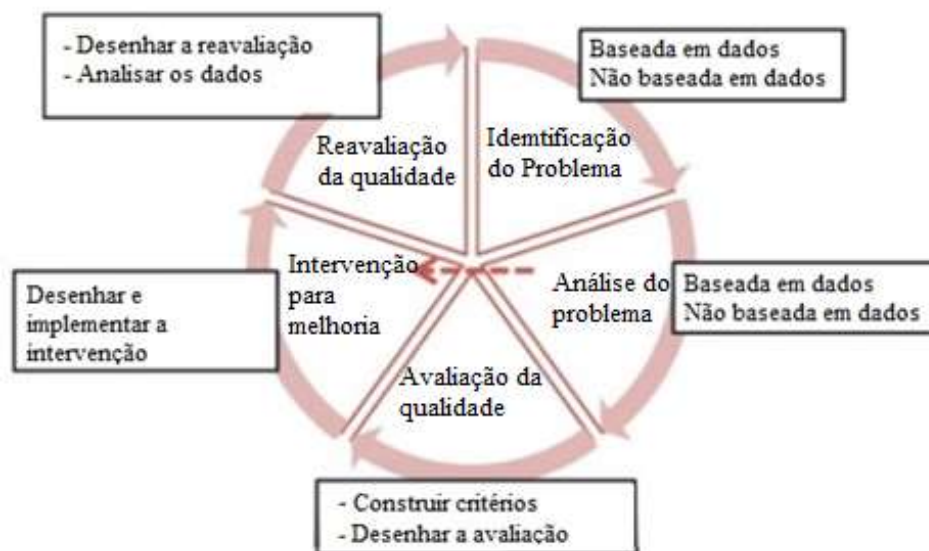 - Desenhar a reavaliação
- Analisar os dados
Baseada em dados
Não baseada em dados
Reavaliação
da qualidade
Idemtificação
do Problema
Intervenção
para
melhoria
Análise do
problema
Baseada em dados
Não baseada em dados
Desenhar e
implementar a
intervenção
Avaliação da
qualidade
- Construir critérios
- Desenhar a avaliação